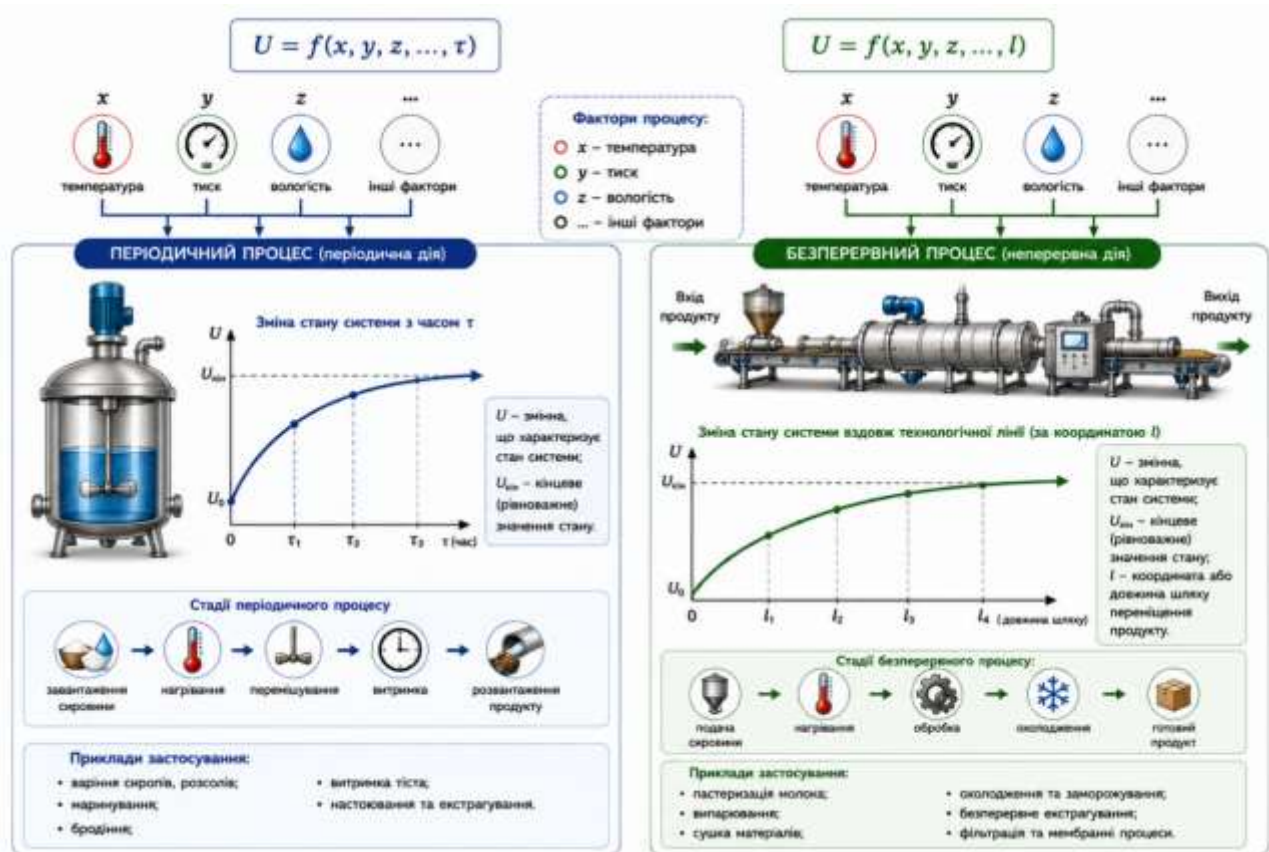 U = f(x, y, z, ..., τ)
x
y
z
...
...
температура
тиск
вологість
інші фактори
U = f(x, y, z, ..., l)
x
y
z
...
...
температура
тиск
вологість
інші фактори
Фактори процесу:
x – температура
y – тиск
z – вологість
... – інші фактори
ПЕРІОДИЧНИЙ ПРОЦЕС (періодична дія)
Зміна стану системи з часом τ
U
U₀
0
τ₁
τ₂
τ₃
τ (час)
U – змінна,
що характеризує
стан системи;
– кінцеве
(рівноважне)
значення стану.
Стадії періодичного процесу
завантаження
сировини
нагрівання
перемішування
витримка
розвантаження
продукту
Приклади застосування:
• варіння сиропів, розсолів;
• маринування;
• бродіння;
• витримка тіста;
• настоювання та екстрагування.
БЕЗПЕРЕРВНИЙ ПРОЦЕС (неперервна дія)
Вхід
продукту
Вихід
продукту
Зміна стану системи вздовж технологічної лінії (за координатою l)
U
U₀
0
l₁
l₂
l₃
l₄
(довжина шляху)
U – змінна,
що характеризує
стан системи;
– кінцеве
(рівноважне)
значення стану;
l – координата або
довжина шляху
переміщення
продукту.
Стадії безперервного процесу:
подача
сировини
нагрівання
обробка
охолодження
готовий
продукт
Приклади застосування:
• пастеризація молока;
• випарювання;
• сушка матеріалів;
• охолодження та заморожування;
• безперервне екстрагування;
• фільтрація та мембранні процеси.